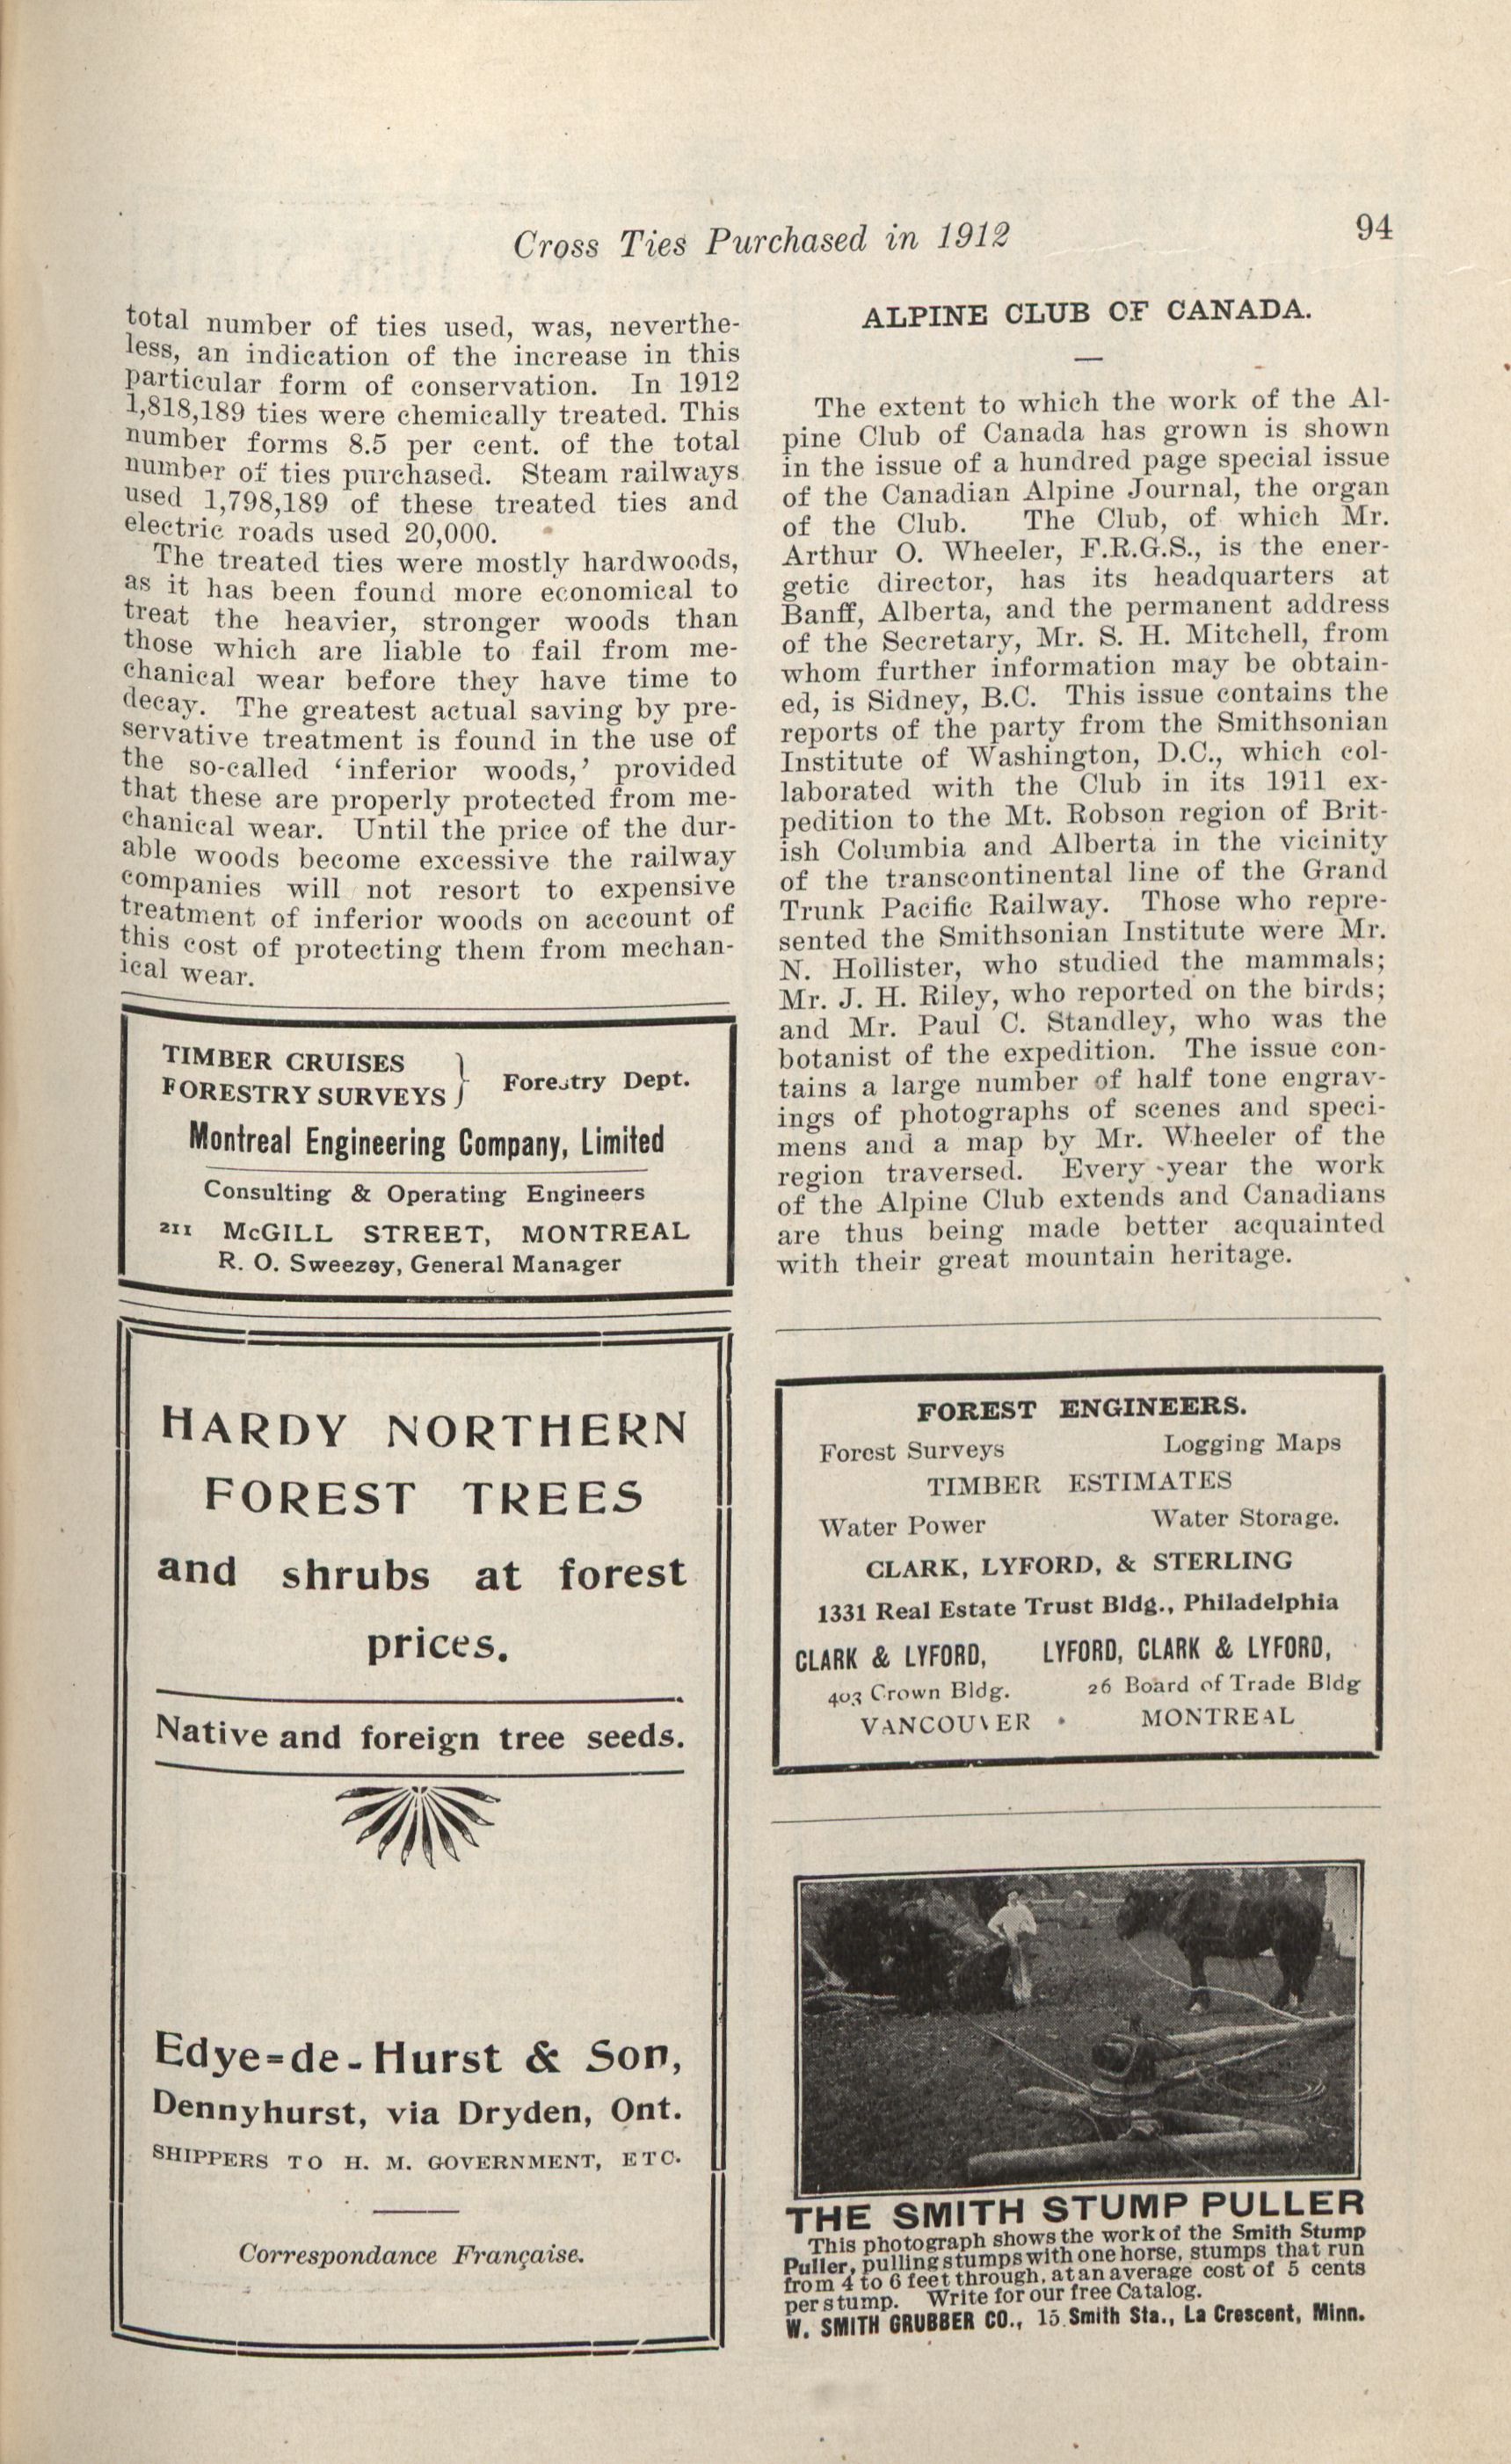 Cross Ties Purchased in 1912
94
total number of ties used, was, neverthe-
less, an indication of the increase in this
particular form of conservation. In 1912
1,818,189 ties were chemically treated. This
number forms 8.5 per cent. of the total
number of ties purchased. Steam railways
used 1,798,189 of these treated ties and
electric roads used 20,000.
The treated ties were mostly hardwoods,
as it has been found more economical to
treat the heavier, stronger woods than
those which are liable to fail from me-
chanical wear before they have time to
decay. The greatest actual saving by pre-
servative treatment is found in the use of
the so-called ‘inferior woods,’ provided
that these are properly protected from me-
chanical wear. Until the price of the dur-
able woods become excessive the railway
companies will not resort to expensive
treatment of inferior woods on account of
this cost of protecting them from mechan-
ical wear.
TIMBER CRUISES
FORESTRY SURVEYS } Forestry Dept.
Montreal Engineering Company, Limited
Consulting & Operating Engineers
211 McGILL STREET, MONTREAL
R. O. Sweezey, General Manager
HARDY NORTHERN
FOREST TREES
and shrubs at forest
prices.
Native and foreign tree seeds.
Edye-de-Hurst & Son,
Dennyhurst, via Dryden, Ont.
SHIPPERS TO H. M. GOVERNMENT, ETC.
Correspondance Française.
ALPINE CLUB OF CANADA.
The extent to which the work of the Al-
pine Club of Canada has grown is shown
in the issue of a hundred page special issue
of the Canadian Alpine Journal, the organ
of the Club. The Club, of which Mr.
Arthur O. Wheeler, F.R.G.S., is the ener-
getic director, has its headquarters at
Banff, Alberta, and the permanent address
of the Secretary, Mr. S. H. Mitchell, from
whom further information may be obtain-
ed, is Sidney, B.C. This issue contains the
reports of the party from the Smithsonian
Institute of Washington, D.C., which col-
laborated with the Club in its 1911 ex-
pedition to the Mt. Robson region of Brit-
ish Columbia and Alberta in the vicinity
of the transcontinental line of the Grand
Trunk Pacific Railway. Those who repre-
sented the Smithsonian Institute were Mr.
N. Hollister, who studied the mammals;
Mr. J. H. Riley, who reported on the birds;
and Mr. Paul C. Standley, who was the
botanist of the expedition. The issue con-
tains a large number of half tone engrav-
ings of photographs of scenes and speci-
mens and a map by Mr. Wheeler of the
region traversed. Every year the work
of the Alpine Club extends and Canadians
are thus being made better acquainted
with their great mountain heritage.
FOREST ENGINEERS.
Forest Surveys Logging Maps
TIMBER ESTIMATES
Water Power Water Storage.
CLARK, LYFORD, & STERLING
1331 Real Estate Trust Bldg., Philadelphia
CLARK & LYFORD, LYFORD, CLARK & LYFORD,
403 Crown Bldg. 26 Board of Trade Bldg
VANCOUVER MONTREAL
THE SMITH STUMP PULLER
This photograph shows the work of the Smith Stump
Puller, pulling stumps with one horse, stumps that run
from 4 to 6 feet through, at an average cost of 5 cents
per stump. Write for our free Catalog.
W. SMITH GRUBBER CO., 15 Smith Sta., La Crescent, Minn.